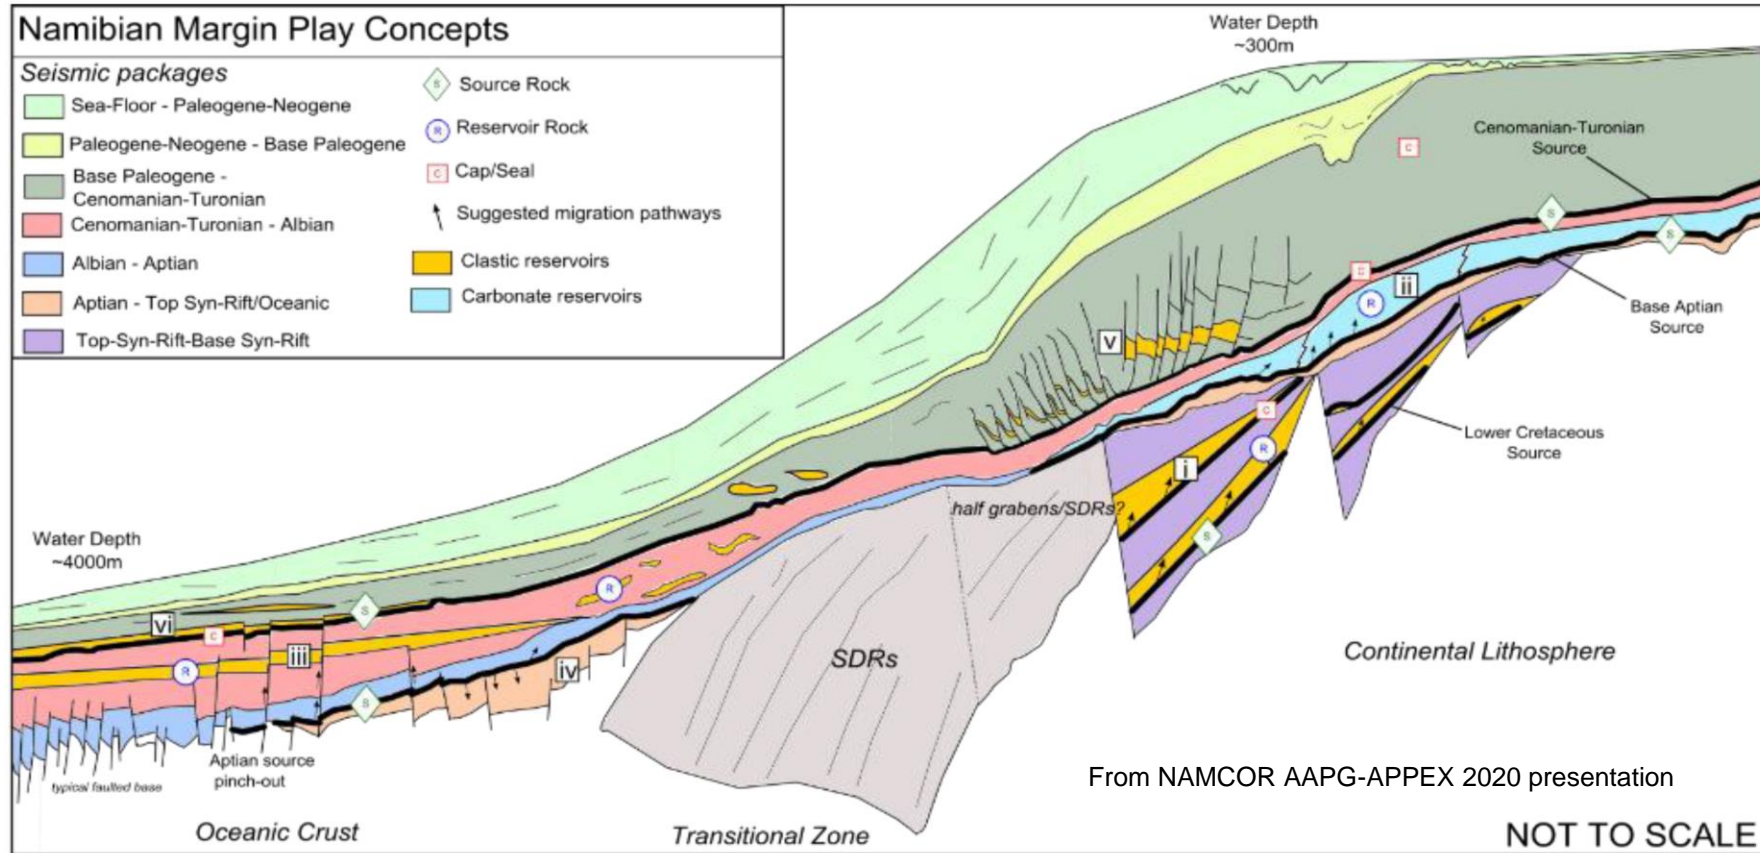 Namibian Margin Play Concepts
Seismic packages
Sea-Floor - Paleogene-Neogene
Paleogene-Neogene - Base Paleogene
Base Paleogene -
Cenomanian-Turonian
Cenomanian-Turonian - Albian
Albian - Aptian
Aptian - Top Syn-Rift/Oceanic
Top-Syn-Rift-Base Syn-Rift
S Source Rock
R Reservoir Rock
C Cap/Seal
Suggested migration pathways
Clastic reservoirs
Carbonate reservoirs
Water Depth
~300m
C
Cenomanian-Turonian
Source
S
S
C
ii
R
Base Aptian
Source
v
C
Lower Cretaceous
Source
R
i
half grabens/SDRs?
S
Water Depth
~4000m
R
S
vi
C
iii
R
iv
SDRs
Continental Lithosphere
S
Aptian source
pinch-out
typical faulted base
From NAMCOR AAPG-APPEX 2020 presentation
Oceanic Crust
Transitional Zone
NOT TO SCALE